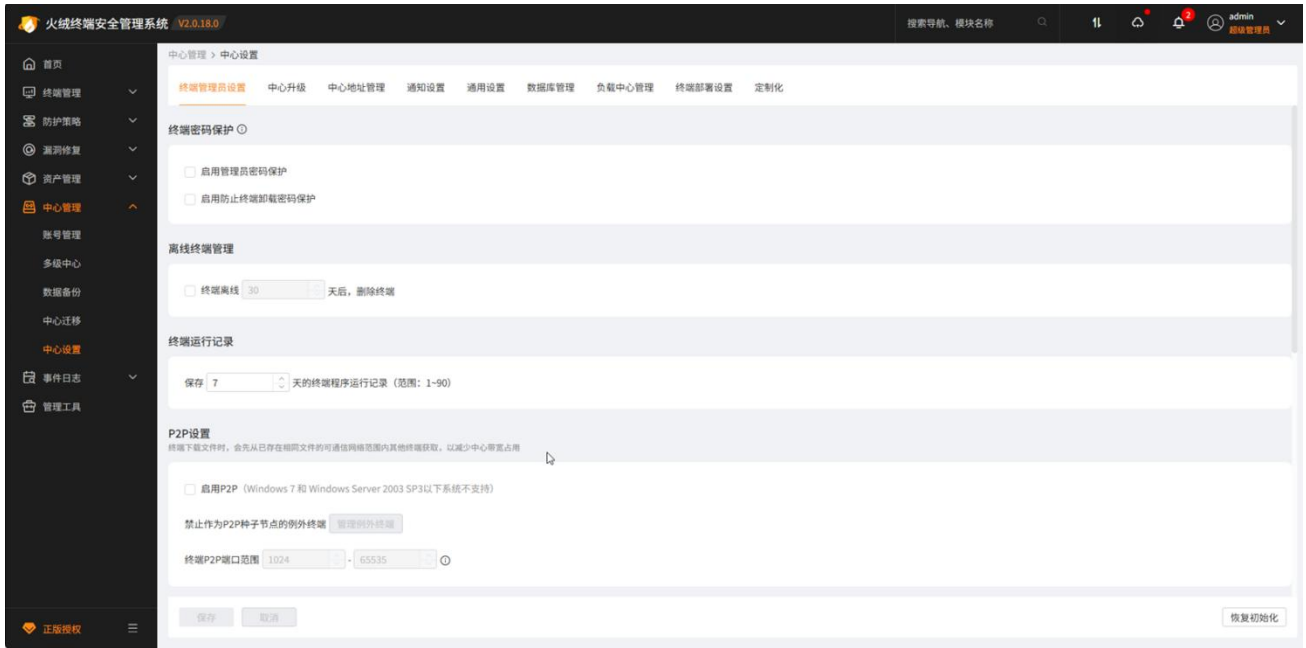 火绒终端安全管理系统 V2.0.18.0
搜索导航、模块名称
2
admin
超级管理员
首页
终端管理
防护策略
漏洞修复
资产管理
中心管理
账号管理
多级中心
数据备份
中心迁移
中心设置
事件日志
管理工具
正版授权
中心管理 > 中心设置
终端管理员设置 中心升级 中心地址管理 通知设置 通用设置 数据库管理 负载中心管理 终端部署设置 定制化
终端密码保护
启用管理员密码保护
启用防止终端卸载密码保护
离线终端管理
终端离线 30 天后，删除终端
终端运行记录
保存 7 天的终端程序运行记录（范围：1~90）
P2P设置
终端下载文件时，会先从已存在相同文件的可通信网络范围内其他终端获取，以减少中心带宽占用
启用P2P（Windows 7 和 Windows Server 2003 SP3以下系统不支持）
禁止作为P2P种子节点的例外终端 管理例外终端
终端P2P端口范围 1024 - 65535
保存 取消
恢复初始化